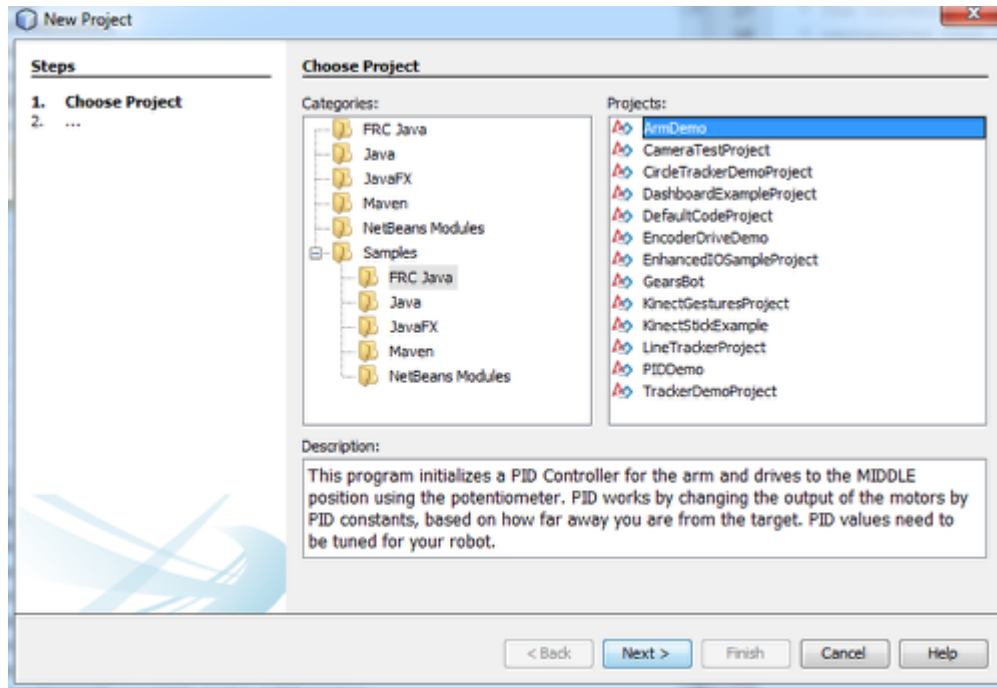 New Project
Steps
1. Choose Project
2. ...
Choose Project
Categories:
FRC Java
Java
JavaFX
Maven
NetBeans Modules
Samples
FRC Java
Java
JavaFX
Maven
NetBeans Modules
Projects:
ArmDemo
CameraTestProject
CircleTrackerDemoProject
DashboardExampleProject
DefaultCodeProject
EncoderDriveDemo
EnhancedIOSampleProject
GearsBot
KinectGesturesProject
KinectStickExample
LineTrackerProject
PIDDemo
TrackerDemoProject
Description:
This program initializes a PID Controller for the arm and drives to the MIDDLE
position using the potentiometer. PID works by changing the output of the motors by
PID constants, based on how far away you are from the target. PID values need to
be tuned for your robot.
< Back
Next >
Finish
Cancel
Help